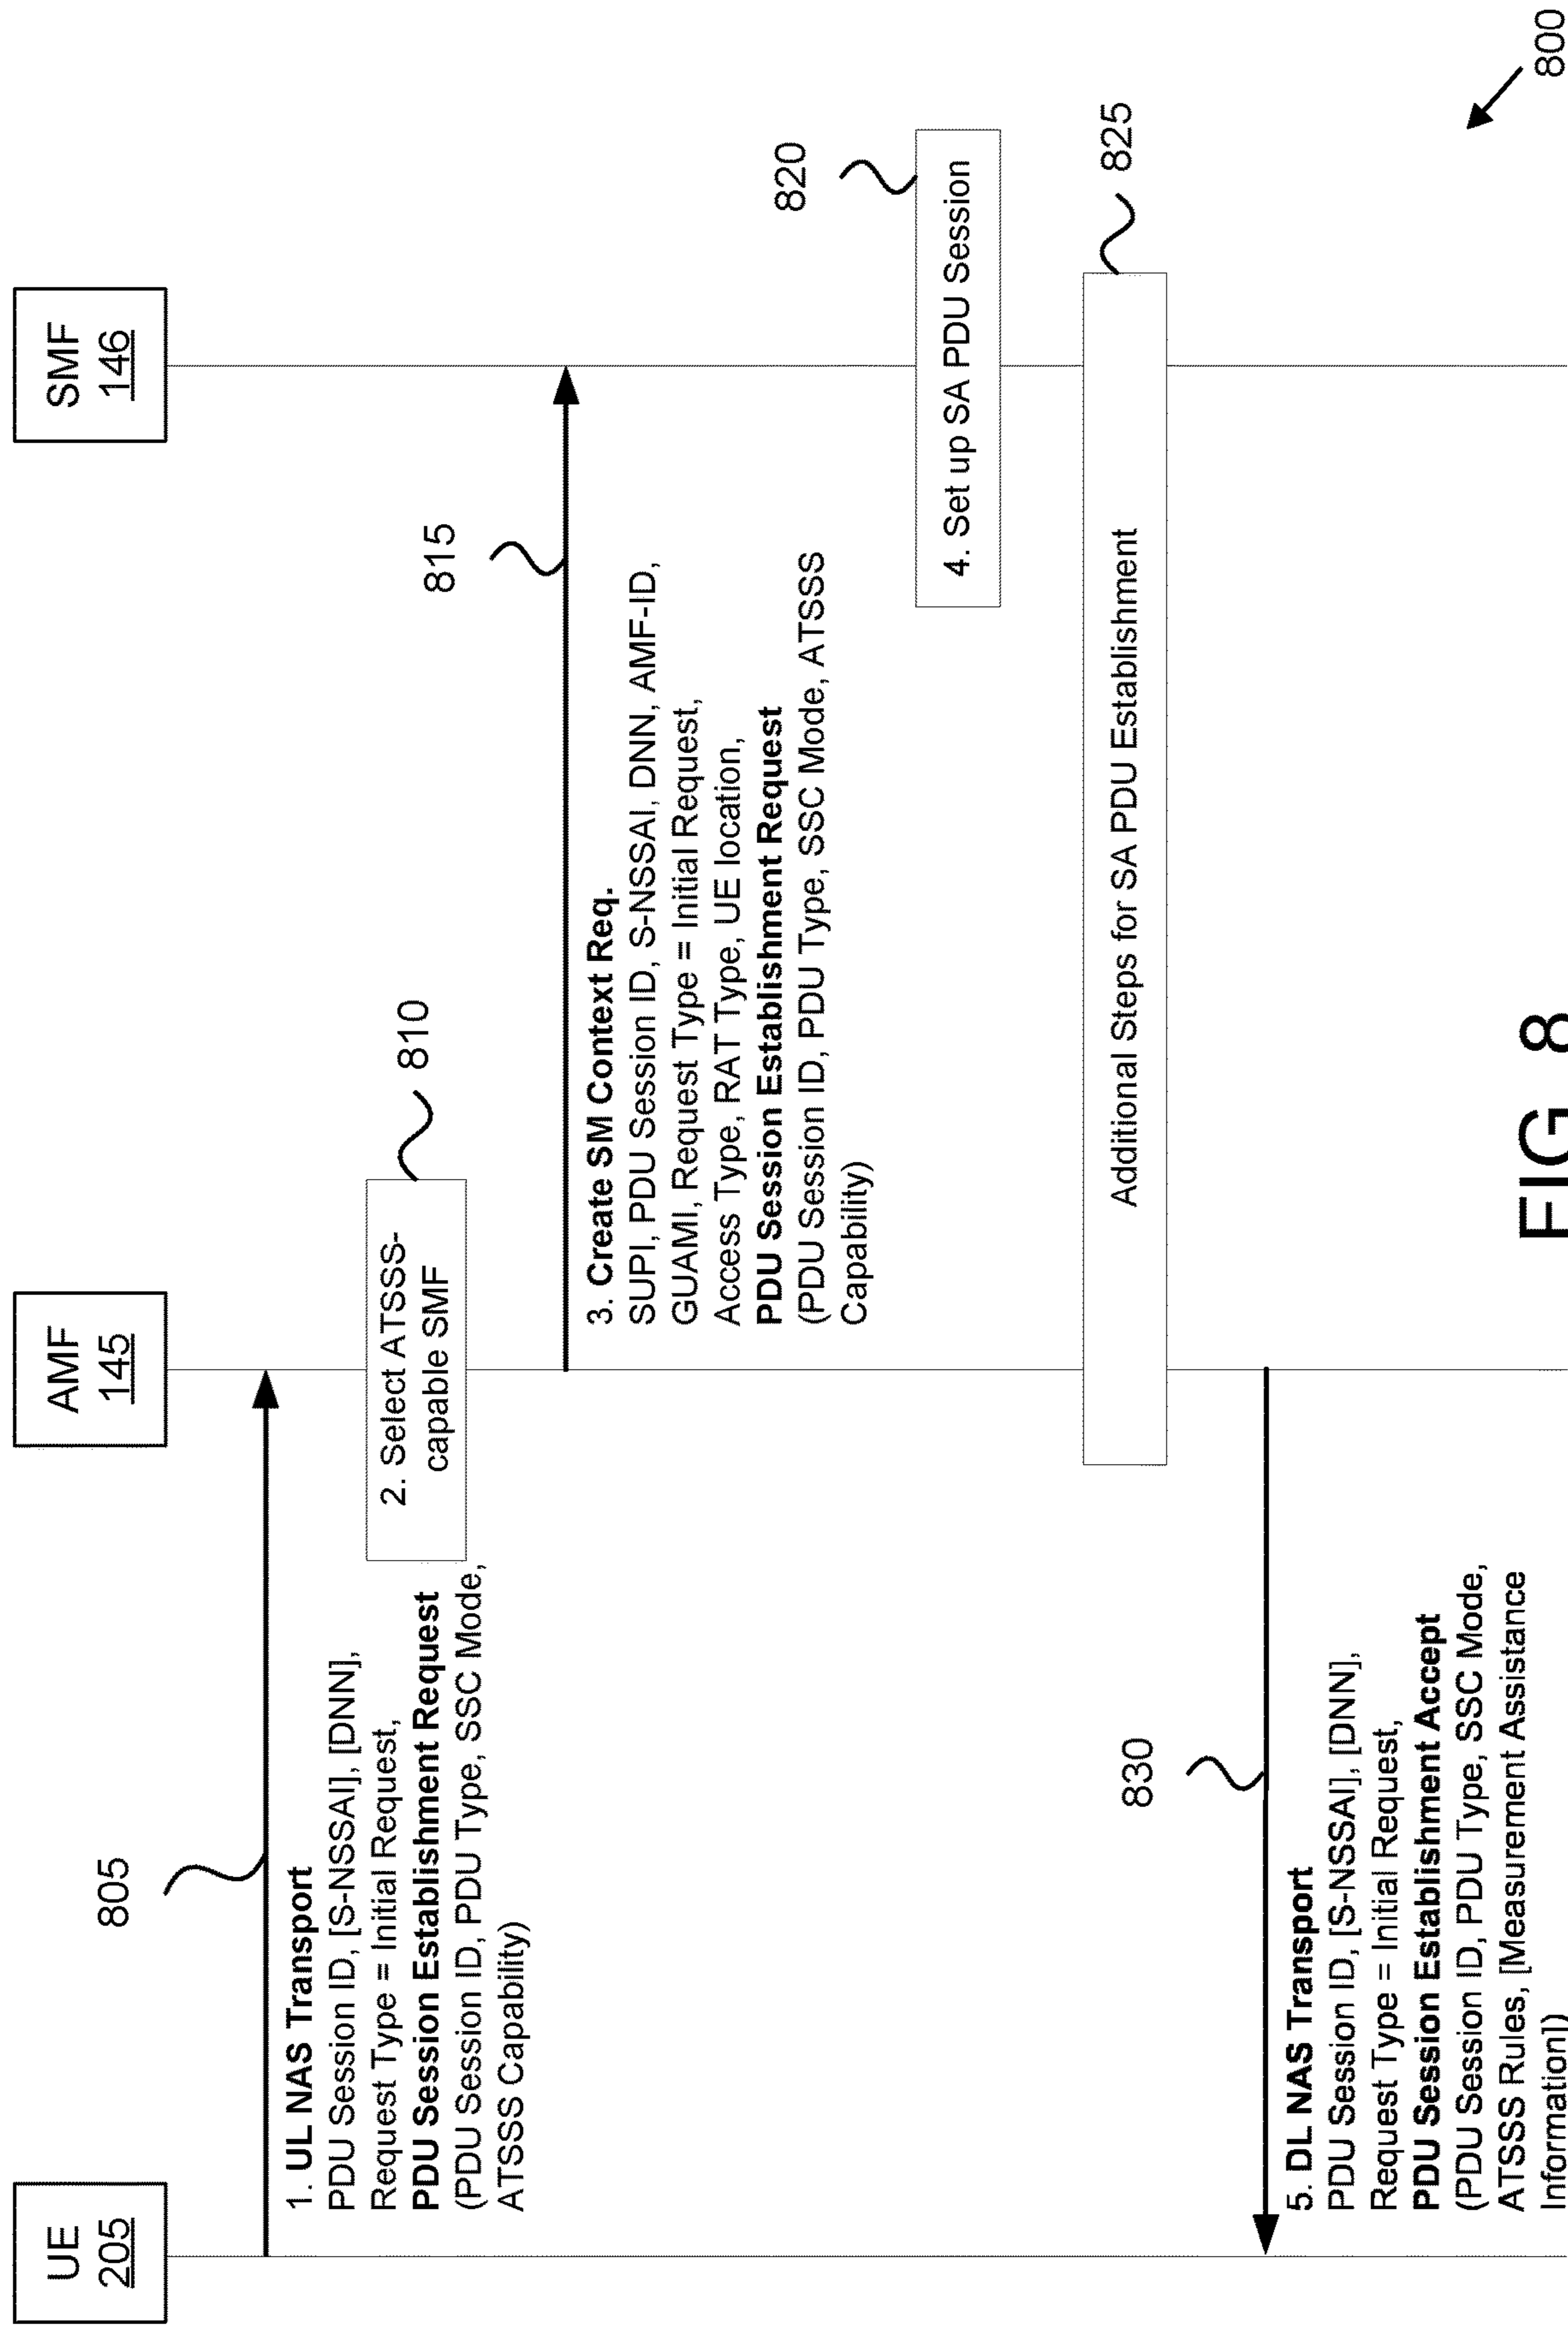 UE
205
AMF
145
SMF
146
805
1. UL NAS Transport
PDU Session ID, [S-NSSAI], [DNN],
Request Type = Initial Request,
PDU Session Establishment Request
(PDU Session ID, PDU Type, SSC Mode,
ATSSS Capability)
810
2. Select ATSSS-
capable SMF
815
3. Create SM Context Req.
SUPI, PDU Session ID, S-NSSAI, DNN, AMF-ID,
GUAMI, Request Type = Initial Request,
Access Type, RAT Type, UE location,
PDU Session Establishment Request
(PDU Session ID, PDU Type, SSC Mode, ATSSS
Capability)
820
4. Set up SA PDU Session
825
Additional Steps for SA PDU Establishment
830
5. DL NAS Transport
PDU Session ID, [S-NSSAI], [DNN],
Request Type = Initial Request,
PDU Session Establishment Accept
(PDU Session ID, PDU Type, SSC Mode,
ATSSS Rules, [Measurement Assistance
Information])
800
FIG. 8